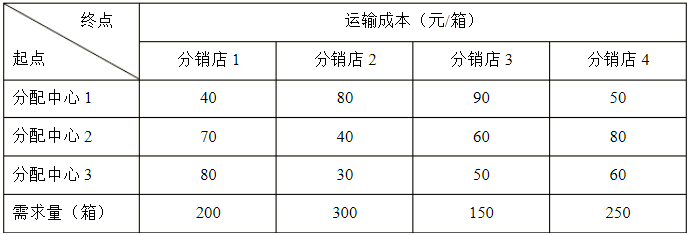 终点 运输成本（元/箱）
起点 分销店 1 分销店 2 分销店 3 分销店 4
分配中心 1 40 80 90 50
分配中心 2 70 40 60 80
分配中心 3 80 30 50 60
需求量（箱） 200 300 150 250